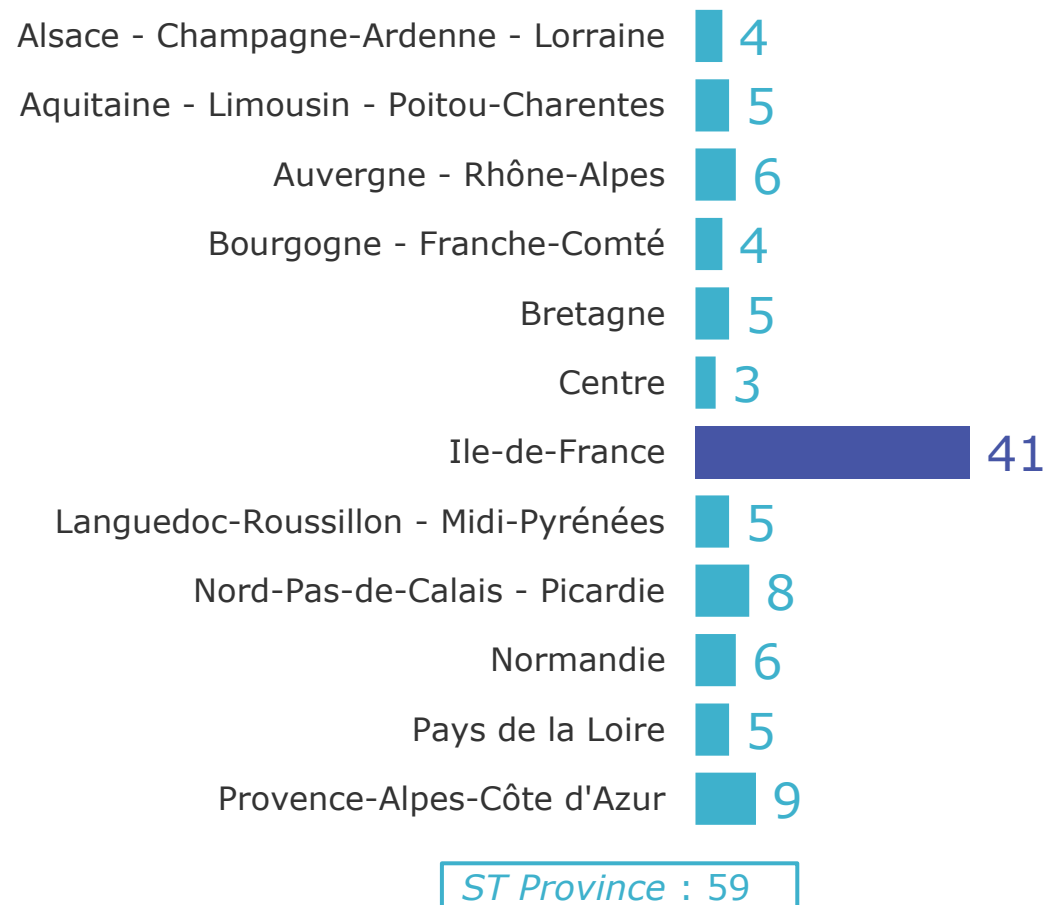 Alsace - Champagne-Ardenne - Lorraine 4
Aquitaine - Limousin - Poitou-Charentes 5
Auvergne - Rhône-Alpes 6
Bourgogne - Franche-Comté 4
Bretagne 5
Centre 3
Ile-de-France 41
Languedoc-Roussillon - Midi-Pyrénées 5
Nord-Pas-de-Calais - Picardie 8
Normandie 6
Pays de la Loire 5
Provence-Alpes-Côte d'Azur 9
ST Province : 59